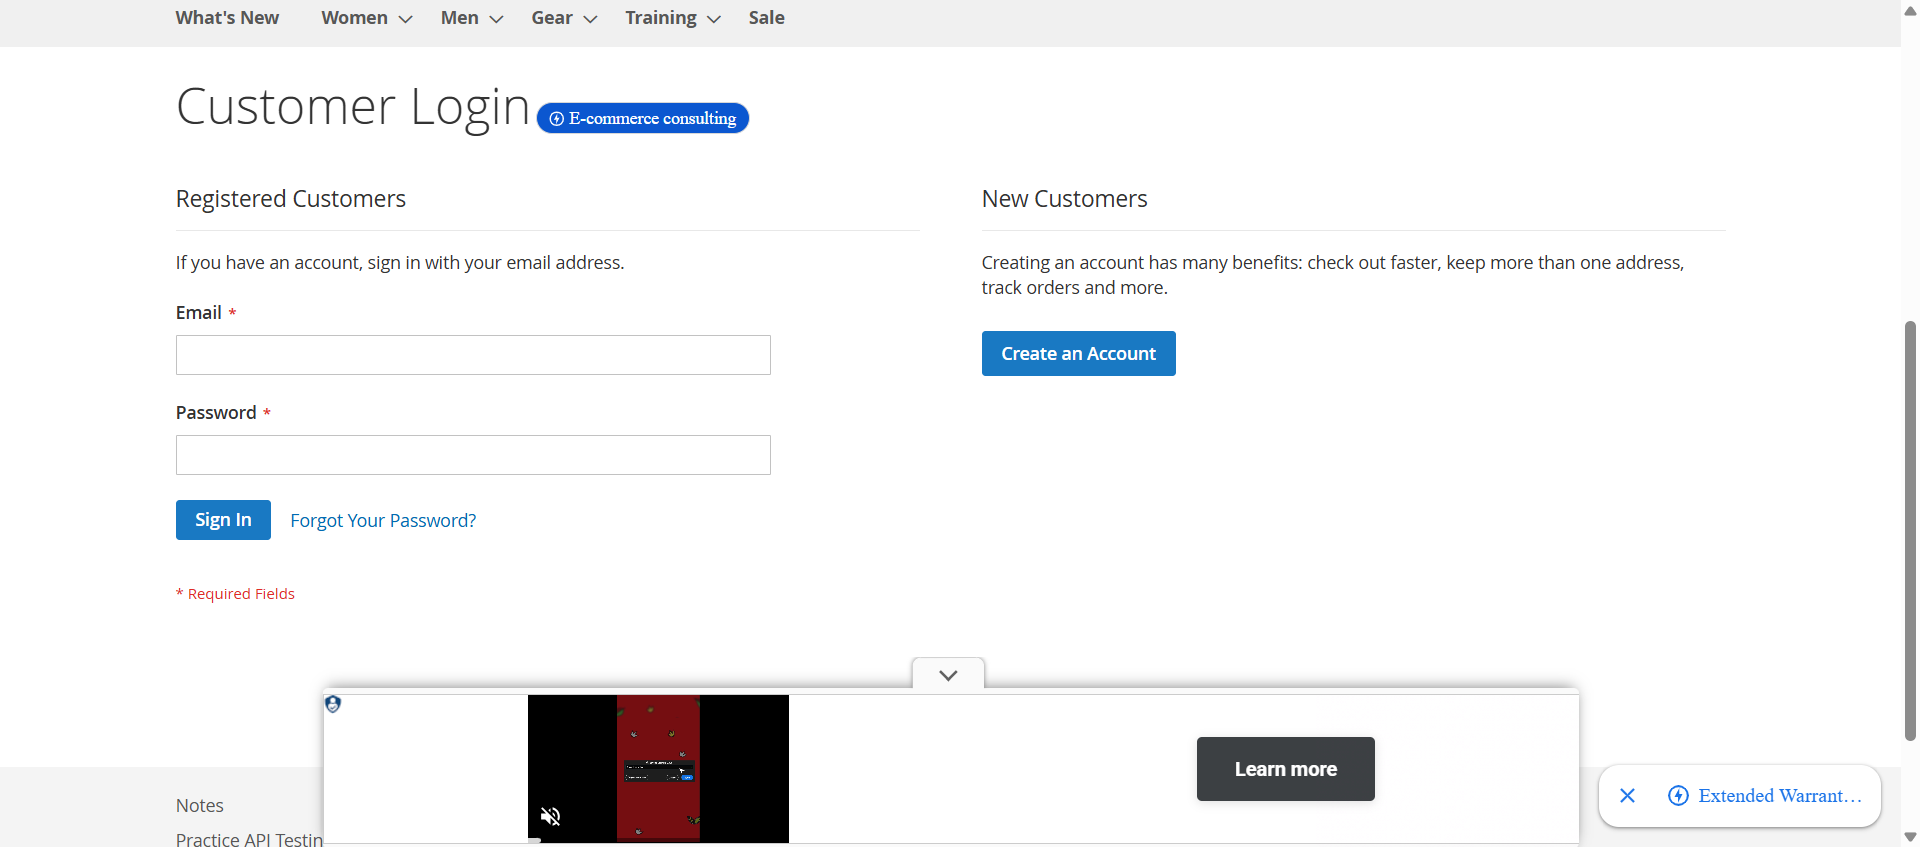 What's New Women Men Gear Training Sale
Customer Login E-commerce consulting
Registered Customers
If you have an account, sign in with your email address.
Email *
Password *
Sign In Forgot Your Password?
* Required Fields
New Customers
Creating an account has many benefits: check out faster, keep more than one address,
track orders and more.
Create an Account
Learn more
Extended Warrant...
Notes
Practice API Testin